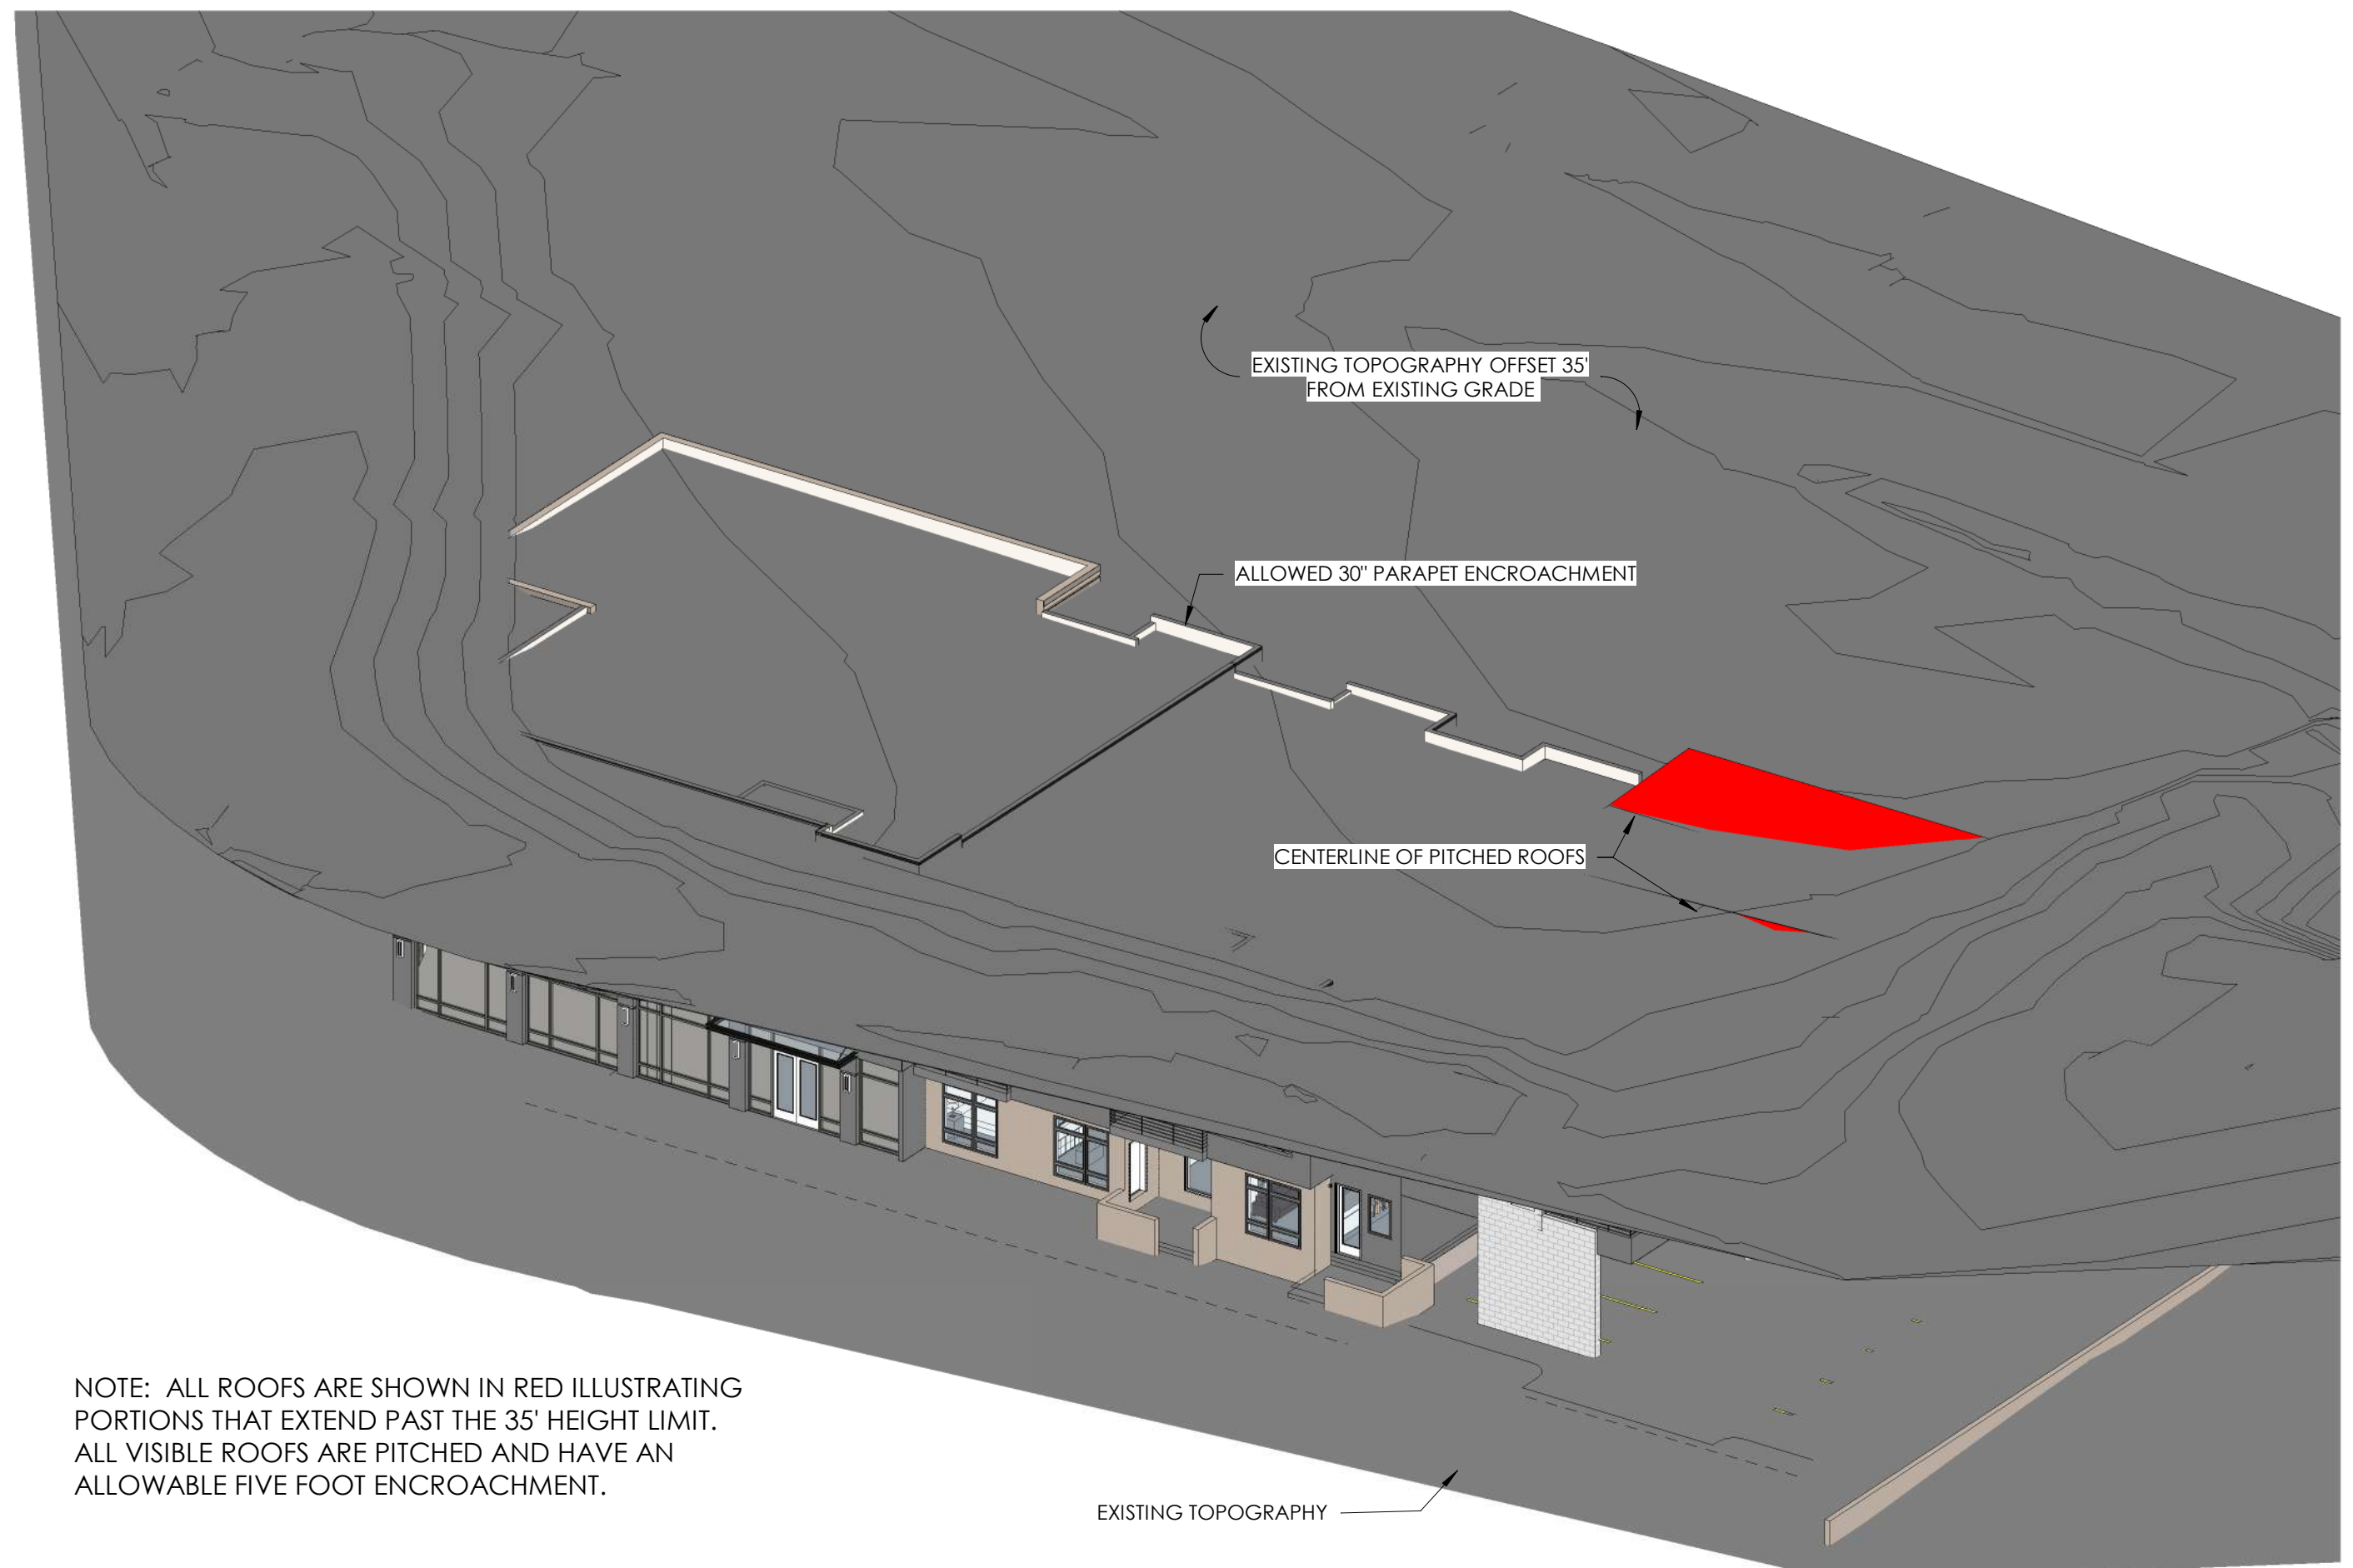 EXISTING TOPOGRAPHY OFFSET 35'
FROM EXISTING GRADE
ALLOWED 30" PARAPET ENCROACHMENT
CENTERLINE OF PITCHED ROOFS
NOTE: ALL ROOFS ARE SHOWN IN RED ILLUSTRATING
PORTIONS THAT EXTEND PAST THE 35' HEIGHT LIMIT.
ALL VISIBLE ROOFS ARE PITCHED AND HAVE AN
ALLOWABLE FIVE FOOT ENCROACHMENT.
EXISTING TOPOGRAPHY